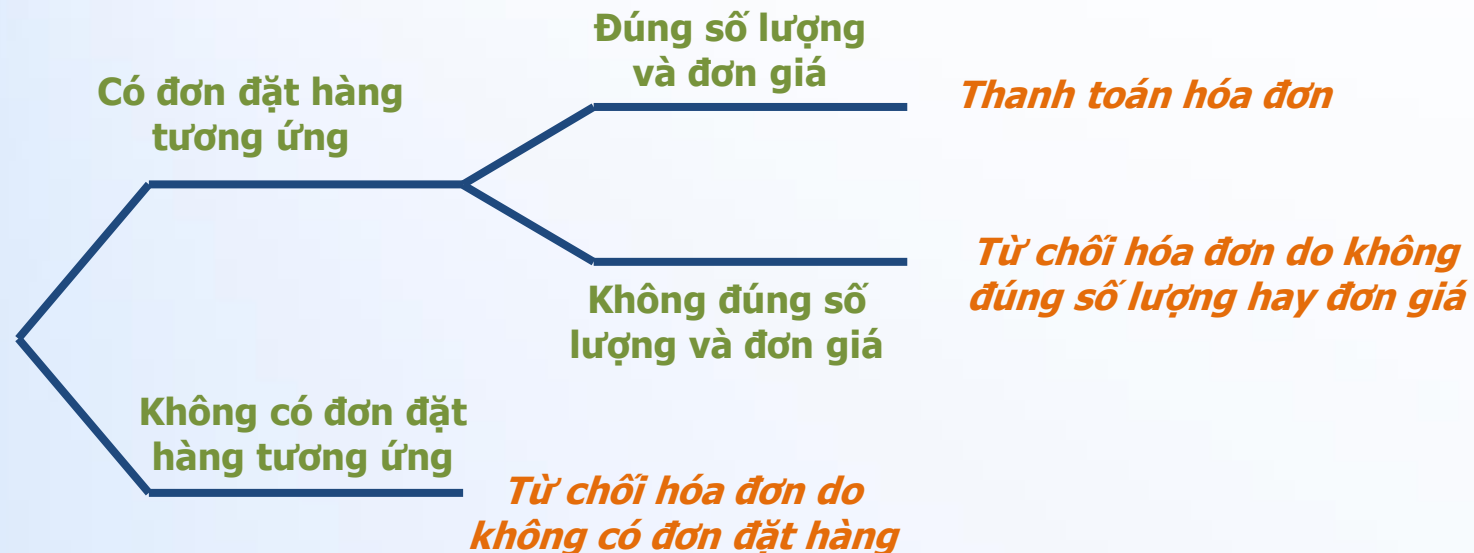 Đúng số lượng
và đơn giá
Có đơn đặt hàng
tương ứng
Thanh toán hóa đơn
Từ chối hóa đơn do không
đúng số lượng hay đơn giá
Không đúng số
lượng và đơn giá
Không có đơn đặt
hàng tương ứng
Từ chối hóa đơn do
không có đơn đặt hàng